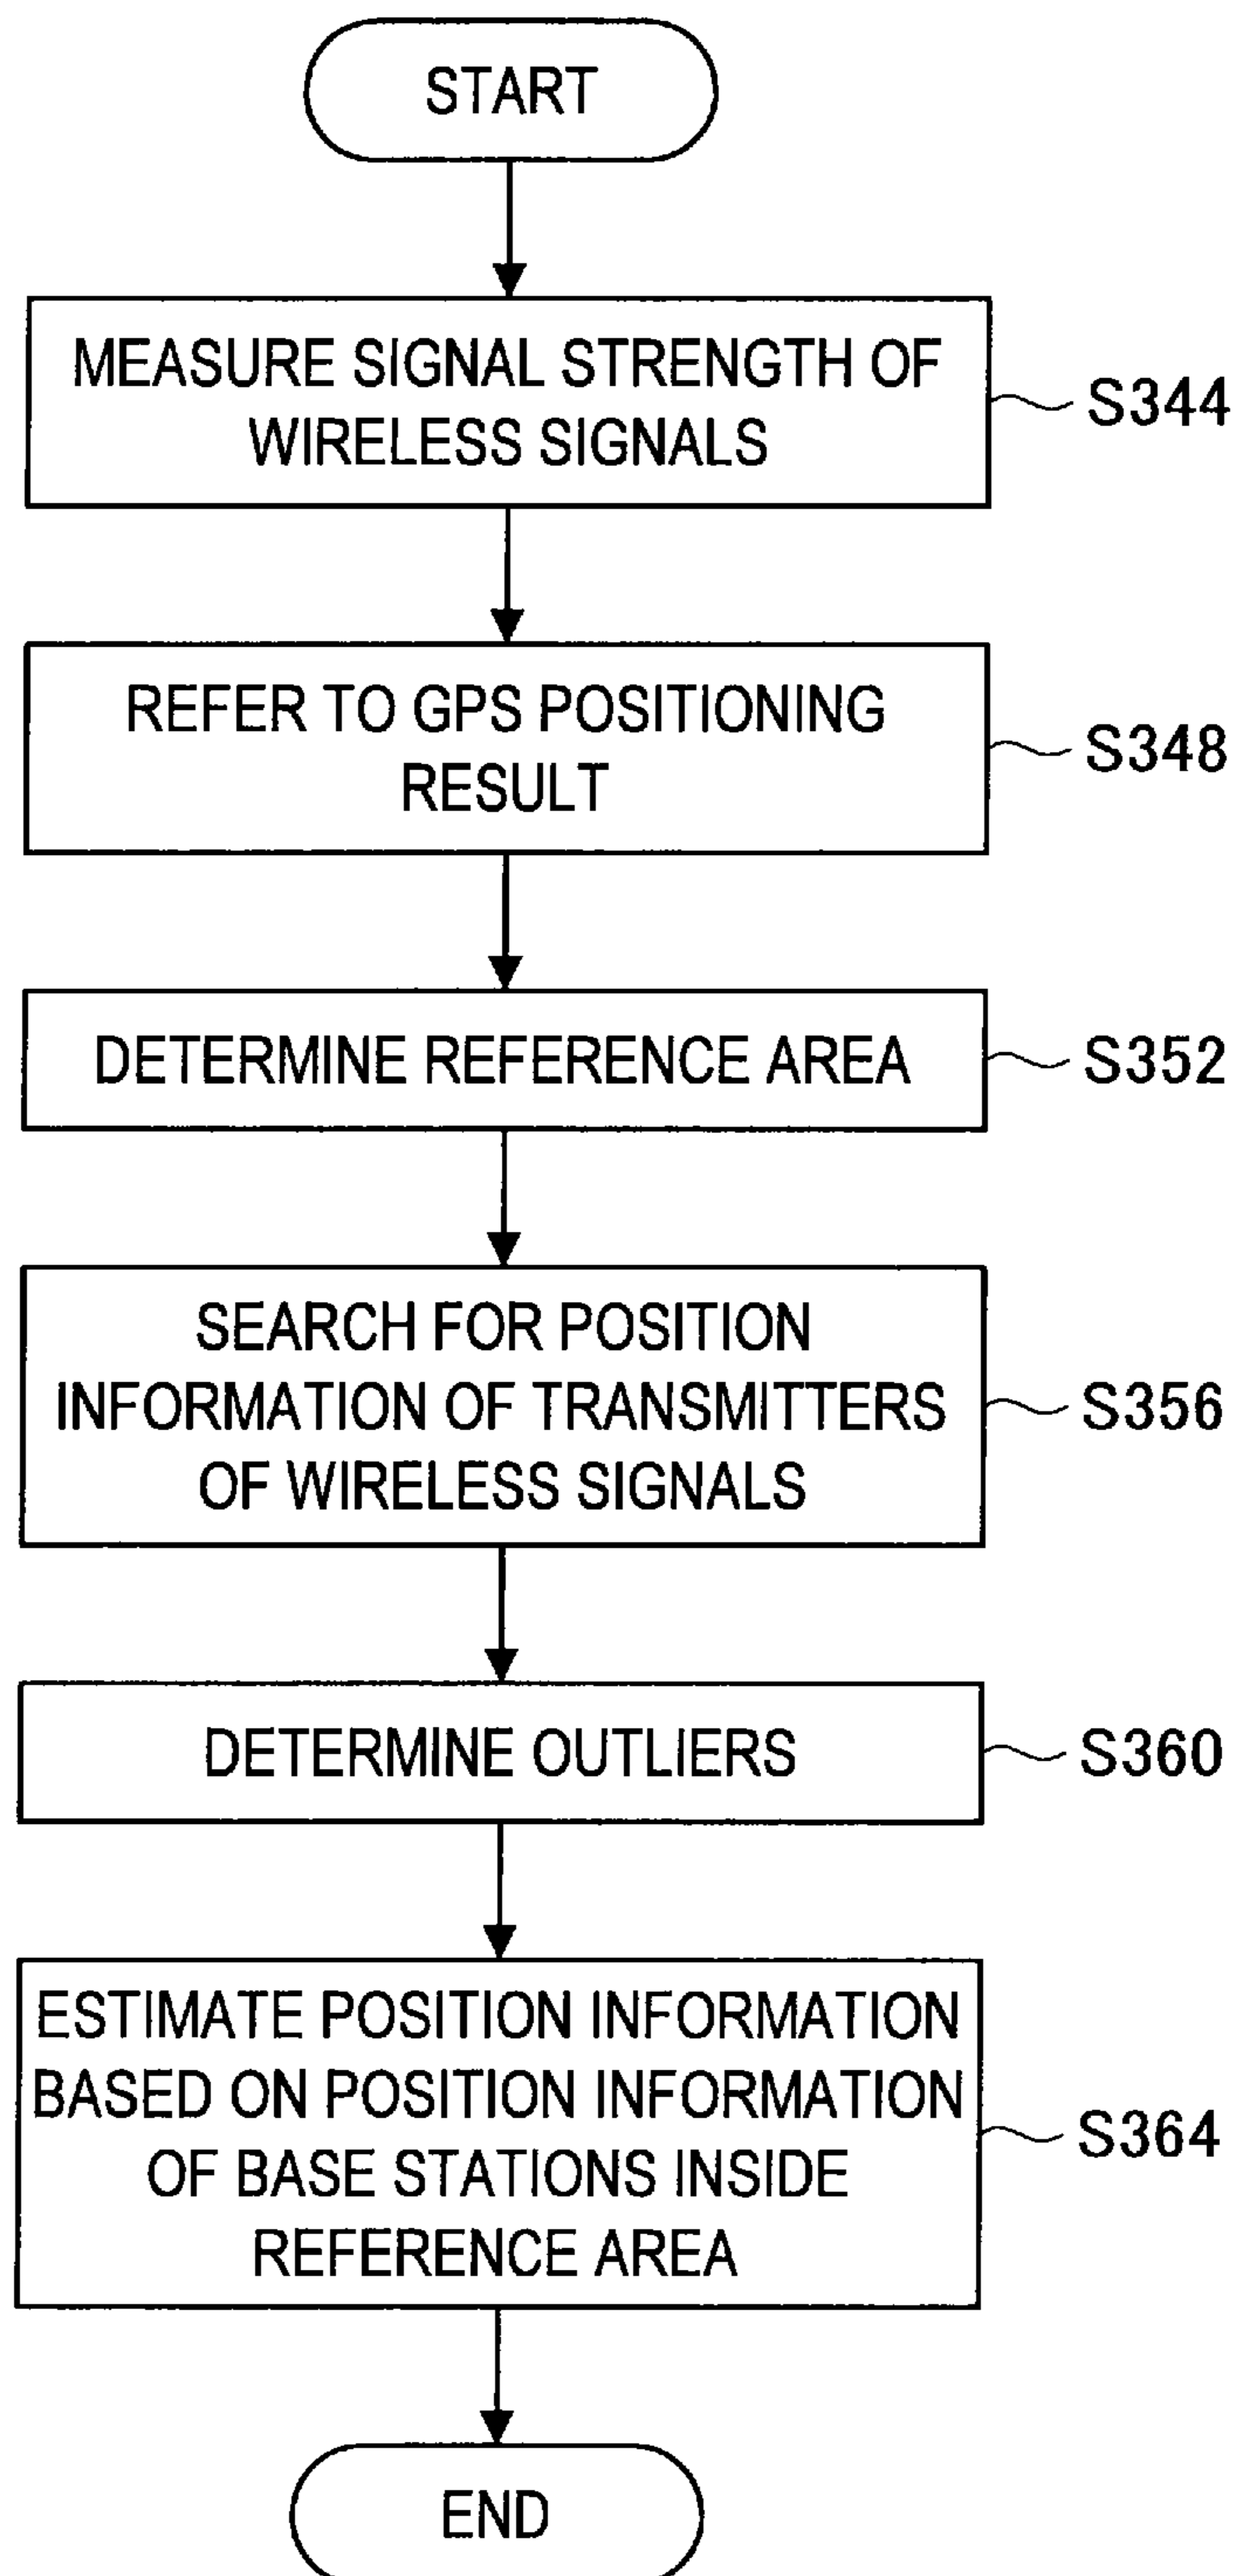 START
MEASURE SIGNAL STRENGTH OF
WIRELESS SIGNALS
S344
REFER TO GPS POSITIONING
RESULT
S348
DETERMINE REFERENCE AREA
S352
SEARCH FOR POSITION
INFORMATION OF TRANSMITTERS
OF WIRELESS SIGNALS
S356
DETERMINE OUTLIERS
S360
ESTIMATE POSITION INFORMATION
BASED ON POSITION INFORMATION
OF BASE STATIONS INSIDE
REFERENCE AREA
S364
END